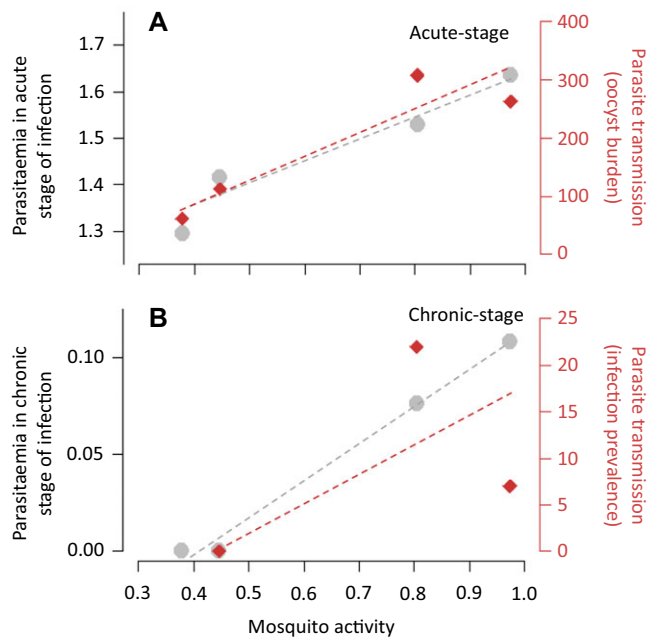 A
Acute-stage
1.7
1.6
1.5
1.4
1.3
Parasitaemia in acute
stage of infection
400
300
200
100
0
Parasite transmission
(oocyst burden)
B
Chronic-stage
0.10
0.05
0.00
Parasitaemia in chronic
stage of infection
25
20
15
10
5
0
Parasite transmission
(infection prevalence)
0.3 0.4 0.5 0.6 0.7 0.8 0.9 1.0
Mosquito activity